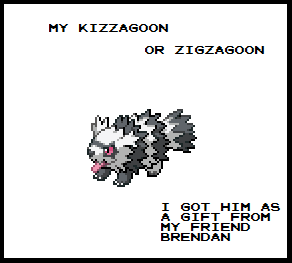 MY KIZZAGOON
OR ZIGZAGOON
I GOT HIM AS
A GIFT FROM
MY FRIEND
BRENDAN